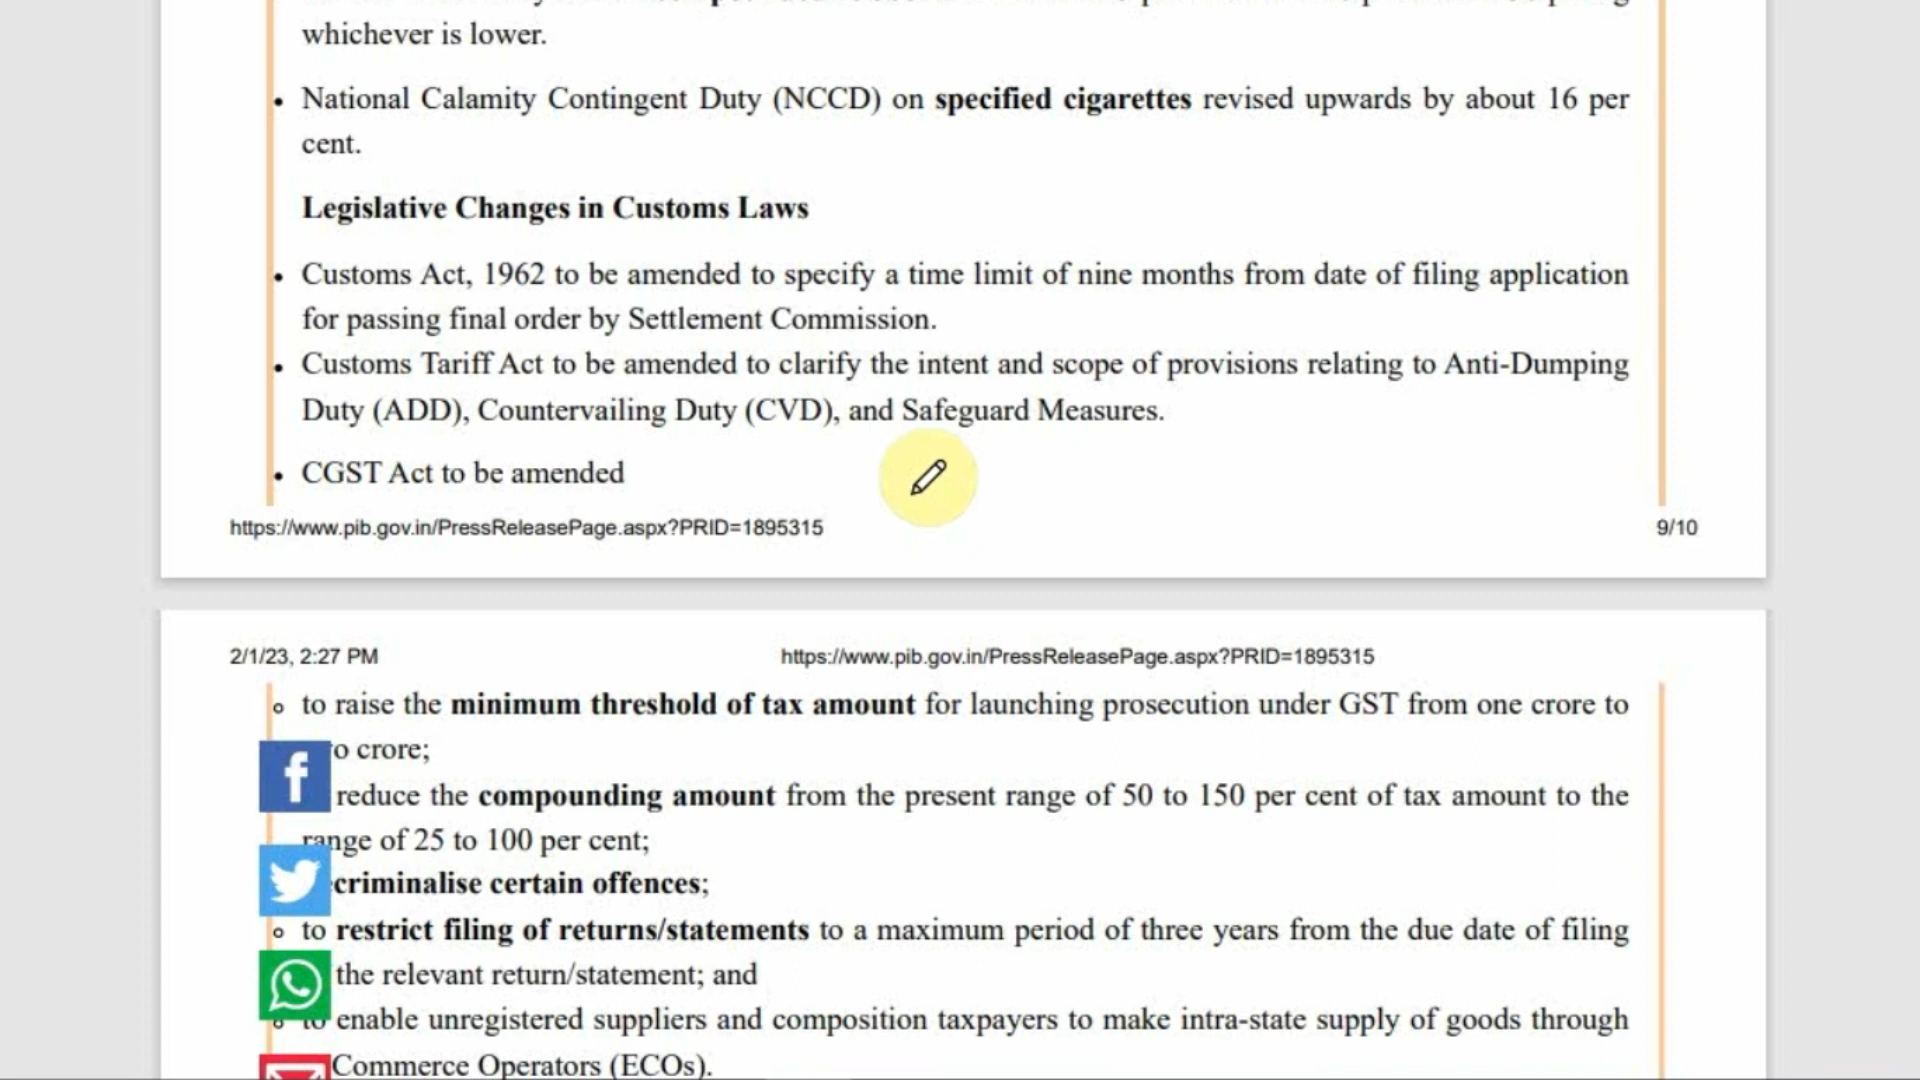 whichever is lower.
• National Calamity Contingent Duty (NCCD) on specified cigarettes revised upwards by about 16 per
cent.
Legislative Changes in Customs Laws
• Customs Act, 1962 to be amended to specify a time limit of nine months from date of filing application
for passing final order by Settlement Commission.
• Customs Tariff Act to be amended to clarify the intent and scope of provisions relating to Anti-Dumping
Duty (ADD), Countervailing Duty (CVD), and Safeguard Measures.
• CGST Act to be amended
https://www.pib.gov.in/PressReleasePage.aspx?PRID=1895315 9/10
2/1/23, 2:27 PM https://www.pib.gov.in/PressReleasePage.aspx?PRID=1895315
o to raise the minimum threshold of tax amount for launching prosecution under GST from one crore to
o crore;
reduce the compounding amount from the present range of 50 to 150 per cent of tax amount to the
range of 25 to 100 per cent;
criminalise certain offences;
o to restrict filing of returns/statements to a maximum period of three years from the due date of filing
the relevant return/statement; and
o to enable unregistered suppliers and composition taxpayers to make intra-state supply of goods through
Commerce Operators (ECOs).